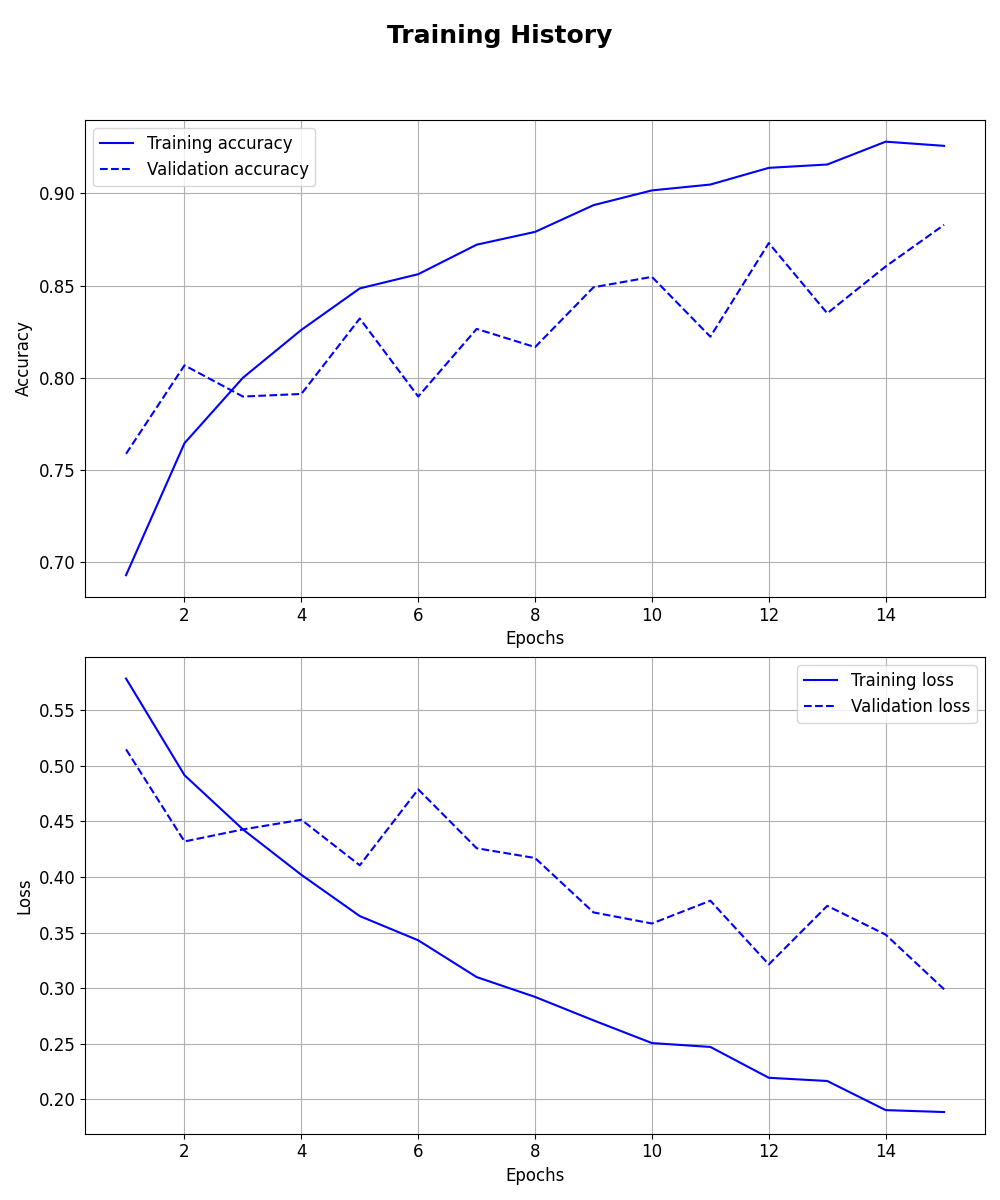 Training History
Training accuracy
Validation accuracy
0.90
0.85
0.80
0.75
0.70
Accuracy
2 4 6 8 10 12 14
Epochs
Training loss
Validation loss
0.55
0.50
0.45
0.40
0.35
0.30
0.25
0.20
Loss
2 4 6 8 10 12 14
Epochs